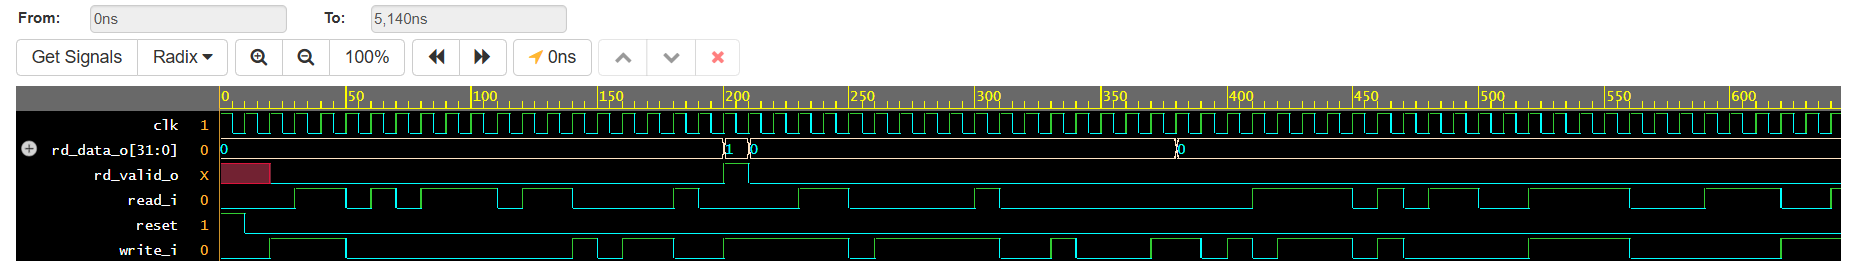 From: 0ns To: 5,140ns
Get Signals Radix 100% 0ns
0 50 100 150 200 250 300 350 400 450 500 550 600
clk 1
rd_data_o[31:0] 0 0 1 0 0
rd_valid_o x
read_i 0
reset 1
write_i 0